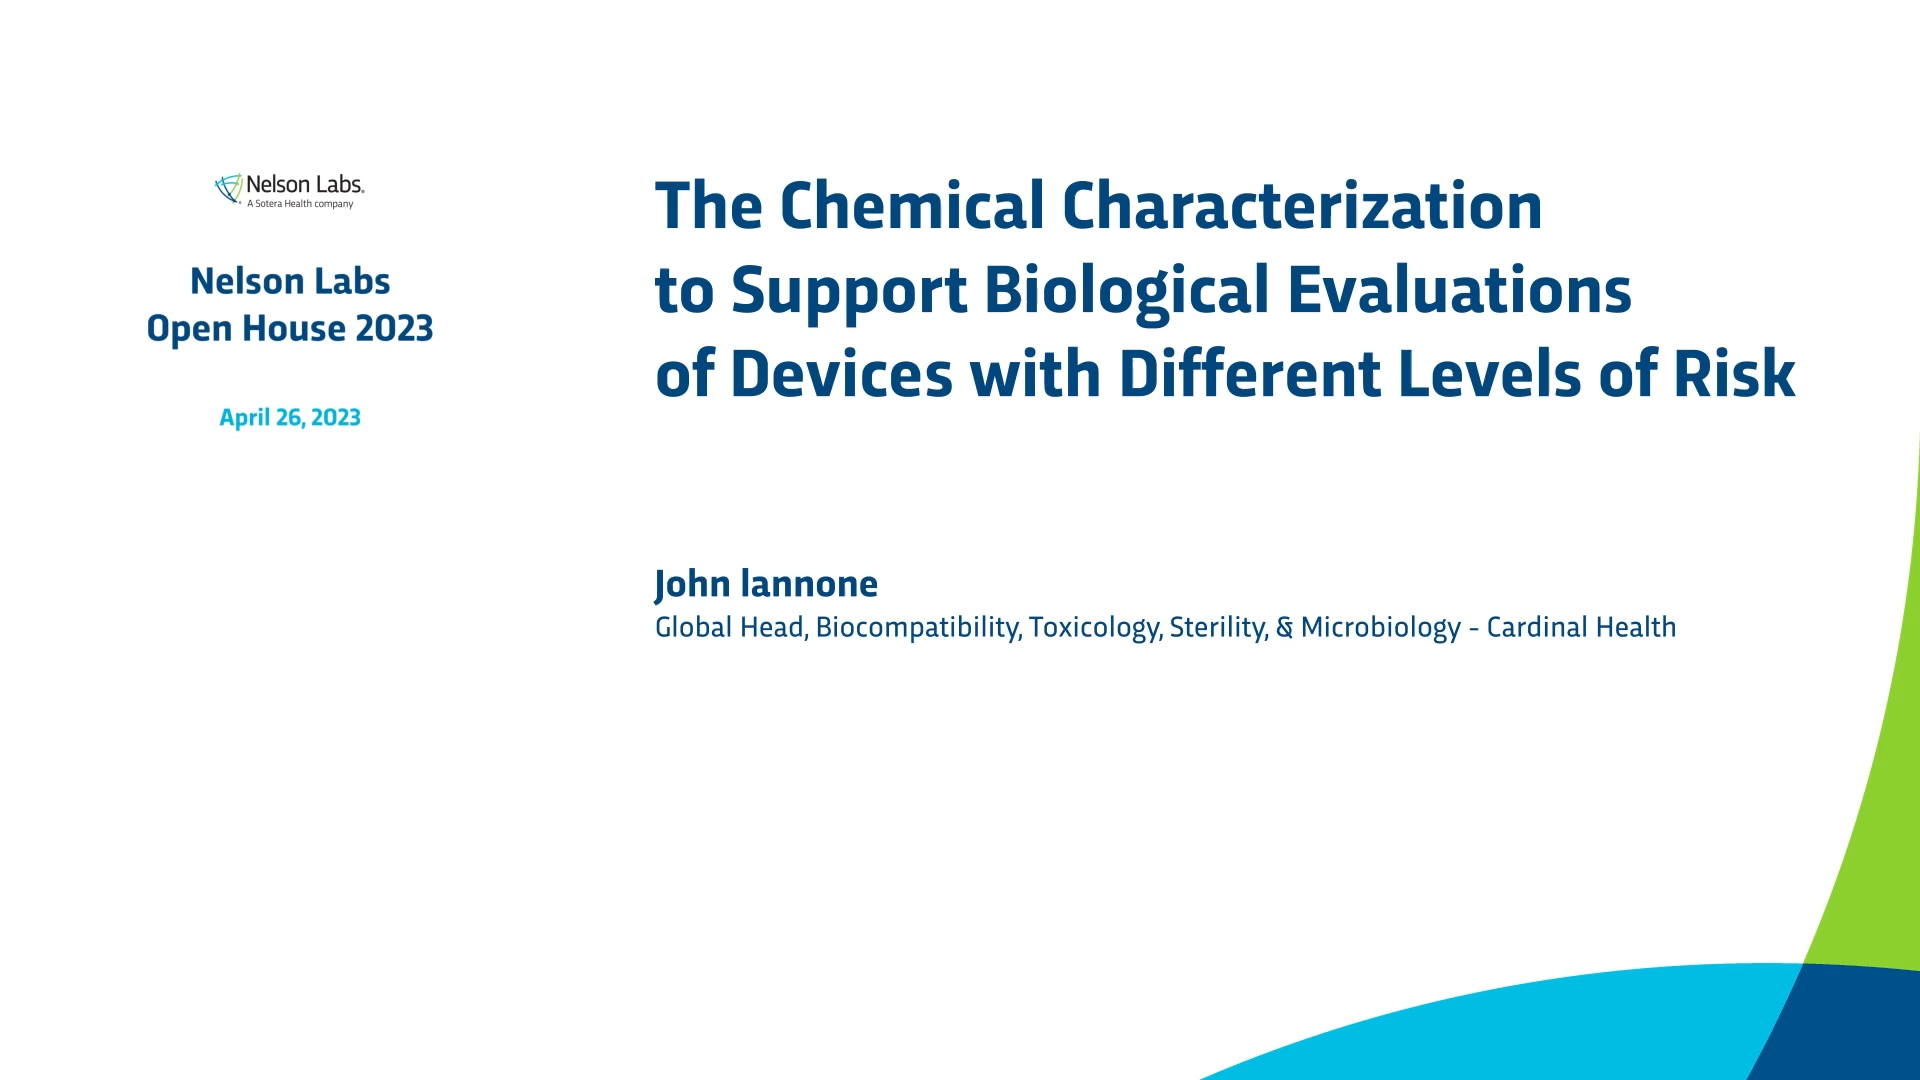 Nelson Labs®
A Sotera Health company
Nelson Labs
Open House 2023
April 26, 2023
The Chemical Characterization
to Support Biological Evaluations
of Devices with Different Levels of Risk
John Iannone
Global Head, Biocompatibility, Toxicology, Sterility, & Microbiology - Cardinal Health